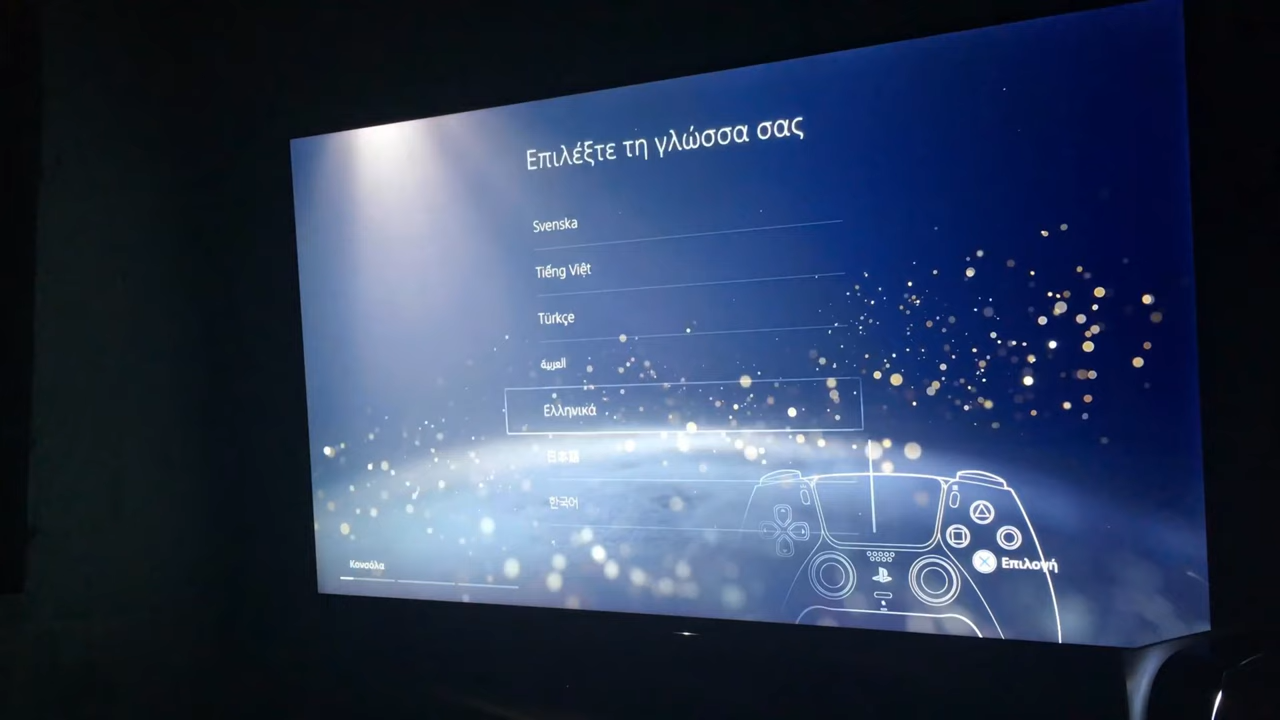 Επιλέξτε τη γλώσσα σας
Svenska
Tiếng Việt
Türkçe
العربية
Ελληνικά
日本語
한국어
Κονσόλα
Επιλογή